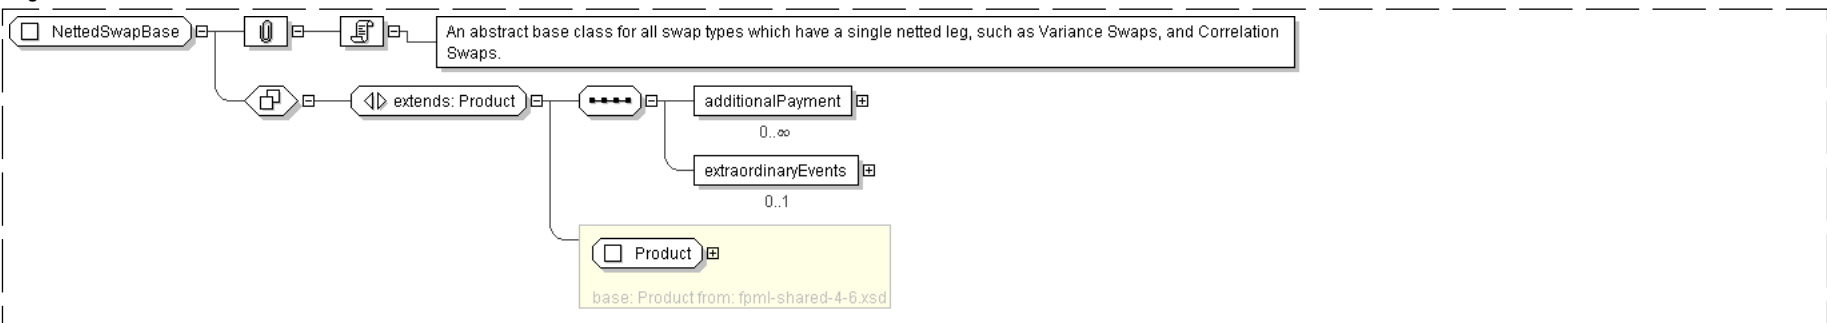 NettedSwapBase
An abstract base class for all swap types which have a single netted leg, such as Variance Swaps, and Correlation
Swaps.
extends: Product
additionalPayment
0..∞
extraordinaryEvents
0..1
Product
base: Product from: fpml-shared-4-6.xsd